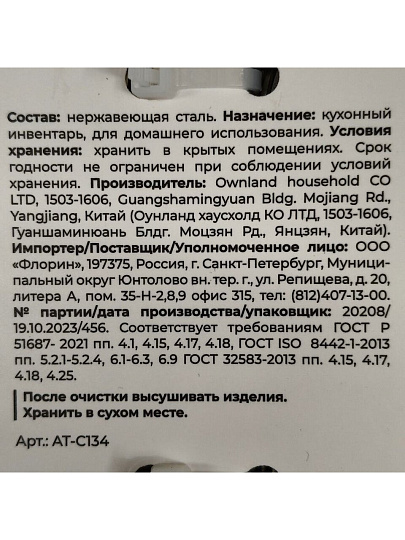 Состав: нержавеющая сталь. Назначение: кухонный
инвентарь, для домашнего использования. Условия
хранения: хранить в крытых помещениях. Срок
годности не ограничен при соблюдении условий
хранения. Производитель: Ownland household CO
LTD, 1503-1606, Guangshamingyuan Bldg. Mojiang Rd.,
Yangjiang, Китай (Оунланд хаусхолд КО ЛТД, 1503-1606,
Гуаншаминюань Блдг. Моцзян Рд., Янцзян, Китай).
Импортер/Поставщик/Уполномоченное лицо: ООО
«Флорин», 197375, Россия, г. Санкт-Петербург, Муници-
пальный округ Юнтолово вн. тер. г., ул. Репищева, д. 20,
литера А, пом. 35-Н-2,8,9 офис 315, тел: (812)407-13-00.
№ партии/дата производства/упаковщик: 20208/
19.10.2023/456. Соответствует требованиям ГОСТ Р
51687- 2021 пп. 4.1, 4.15, 4.17, 4.18, ГОСТ ISO 8442-1-2013
пп. 5.2.1-5.2.4, 6.1-6.3, 6.9 ГОСТ 32583-2013 пп. 4.15, 4.17,
4.18, 4.25.
После очистки высушивать изделия.
Хранить в сухом месте.
Арт.: AT-C134